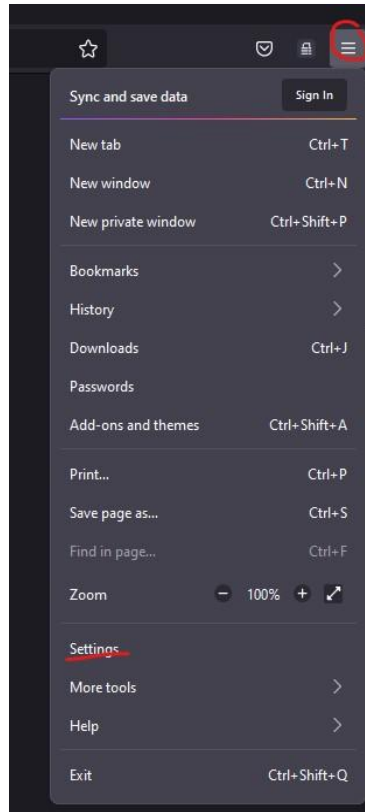 Sync and save data Sign In
New tab Ctrl+T
New window Ctrl+N
New private window Ctrl+Shift+P
Bookmarks
History
Downloads Ctrl+J
Passwords
Add-ons and themes Ctrl+Shift+A
Print... Ctrl+P
Save page as... Ctrl+S
Find in page... Ctrl+F
Zoom 100%
Settings
More tools
Help
Exit Ctrl+Shift+Q